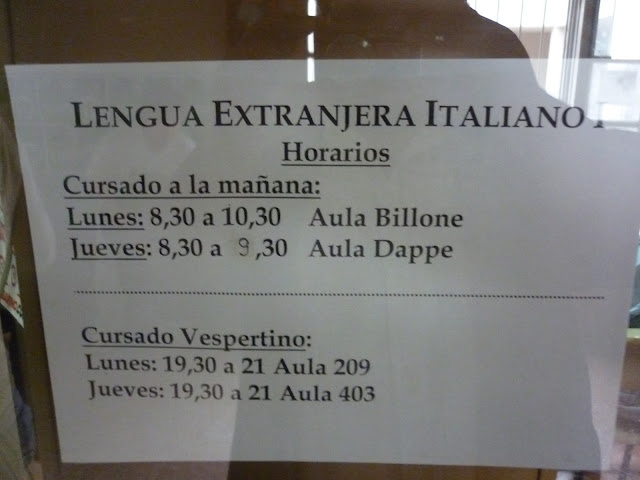 LENGUA EXTRANJERA ITALIANO I
Horarios
Cursado a la mañana:
Lunes: 8,30 a 10,30 Aula Billone
Jueves: 8,30 a 9,30 Aula Dappe
Cursado Vespertino:
Lunes: 19,30 a 21 Aula 209
Jueves: 19,30 a 21 Aula 403